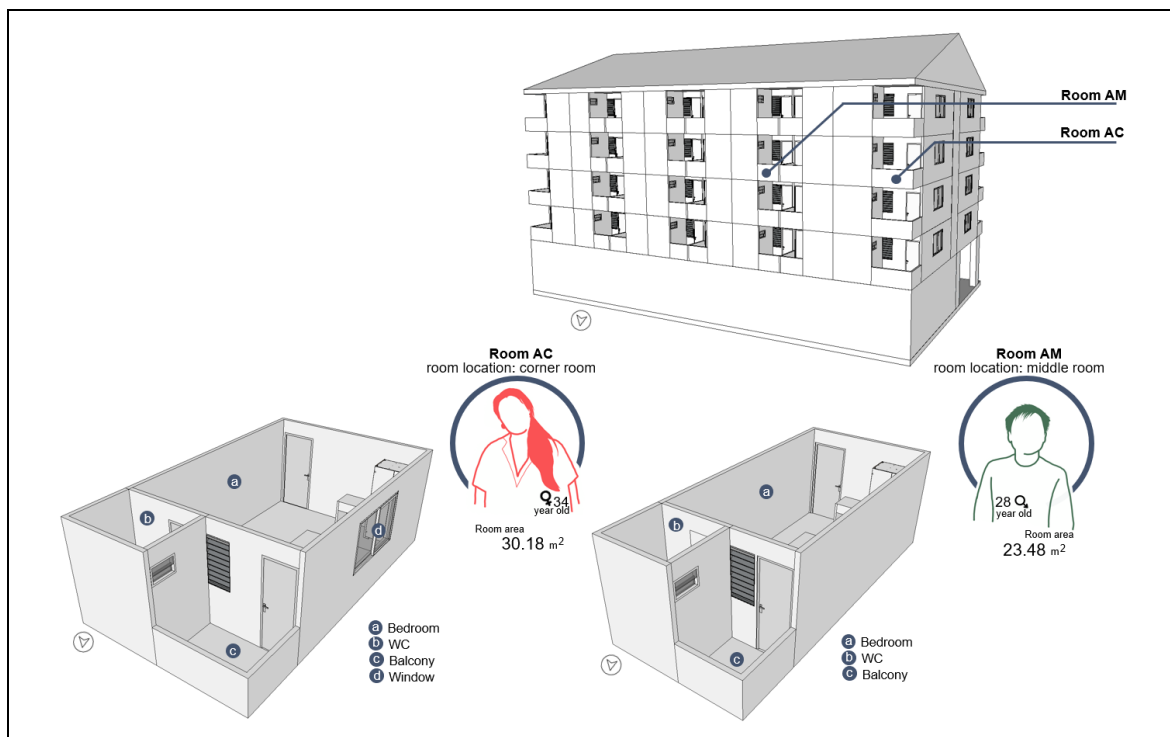 Room AM
Room AC
Room AC
room location: corner room
34
year old
Room area
30.18 m²
Room AM
room location: middle room
28
year old
Room area
23.48 m²
a
b
c
d
a Bedroom
b WC
c Balcony
d Window
a
b
c
a Bedroom
b WC
c Balcony